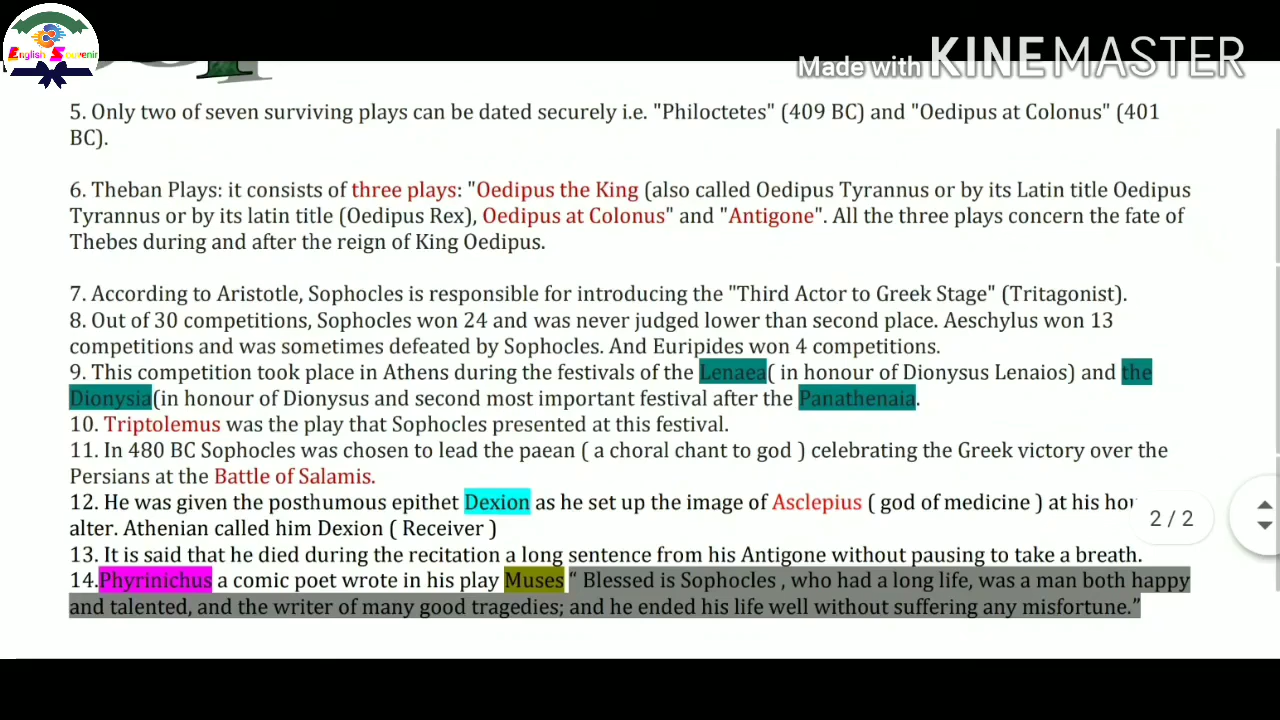 English Souvenir
Made with KINEMASTER
5. Only two of seven surviving plays can be dated securely i.e. "Philoctetes" (409 BC) and "Oedipus at Colonus" (401
BC).
6. Theban Plays: it consists of three plays: "Oedipus the King (also called Oedipus Tyrannus or by its Latin title Oedipus
Tyrannus or by its latin title (Oedipus Rex), Oedipus at Colonus" and "Antigone". All the three plays concern the fate of
Thebes during and after the reign of King Oedipus.
7. According to Aristotle, Sophocles is responsible for introducing the "Third Actor to Greek Stage" (Tritagonist).
8. Out of 30 competitions, Sophocles won 24 and was never judged lower than second place. Aeschylus won 13
competitions and was sometimes defeated by Sophocles. And Euripides won 4 competitions.
9. This competition took place in Athens during the festivals of the Lenaea( in honour of Dionysus Lenaios) and the
Dionysia(in honour of Dionysus and second most important festival after the Panathenaia.
10. Triptolemus was the play that Sophocles presented at this festival.
11. In 480 BC Sophocles was chosen to lead the paean ( a choral chant to god ) celebrating the Greek victory over the
Persians at the Battle of Salamis.
12. He was given the posthumous epithet Dexion as he set up the image of Asclepius ( god of medicine ) at his
alter. Athenian called him Dexion ( Receiver )
2 / 2
13. It is said that he died during the recitation a long sentence from his Antigone without pausing to take a breath.
14.Phyrinichus a comic poet wrote in his play Muses “ Blessed is Sophocles , who had a long life, was a man both happy
and talented, and the writer of many good tragedies; and he ended his life well without suffering any misfortune.”